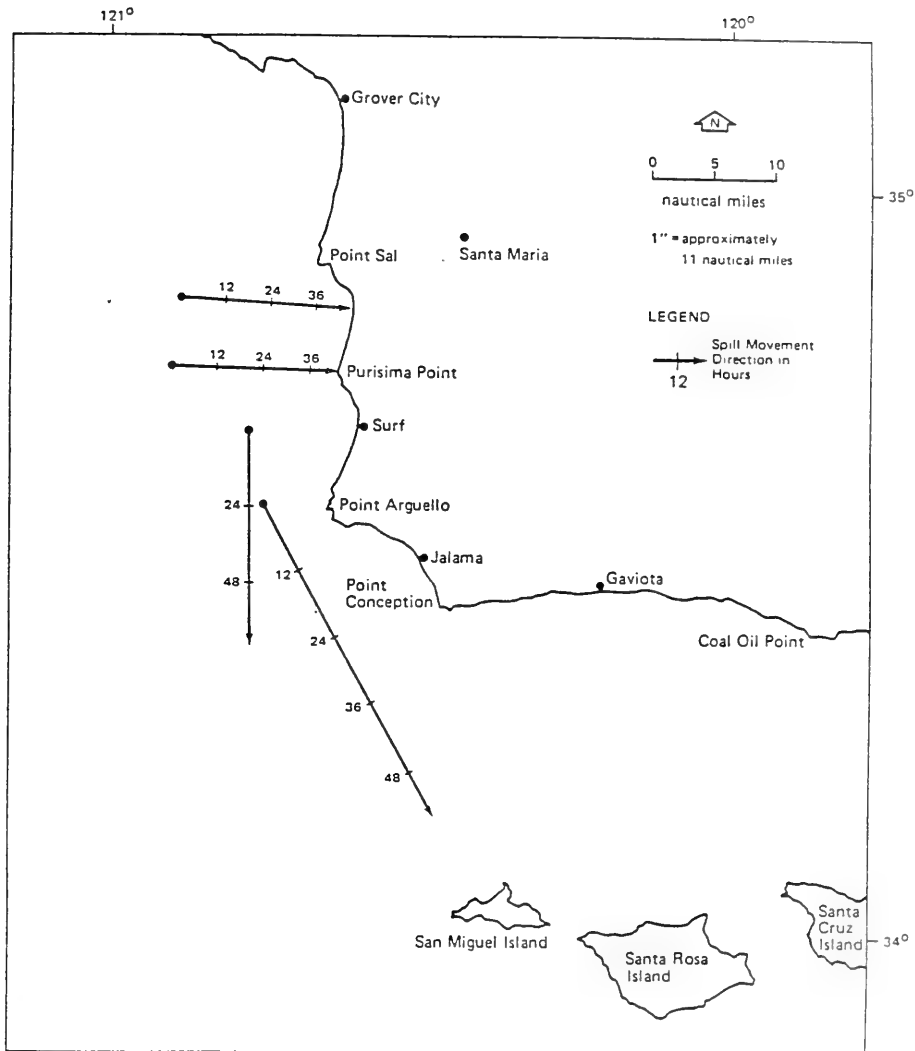 121° 120°
Grover City
N
0 5 10
nautical miles
35°
1" = approximately
11 nautical miles
Point Sal
Santa Maria
12 24 36
LEGEND
Spill Movement
Direction in
Hours
12
12 24 36
Purisima Point
Surf
24
Point Arguello
48
12
Jalama
Point
Conception
Gaviota
24
Coal Oil Point
36
48
San Miguel Island
Santa Rosa
Island
Santa
Cruz
Island
34°